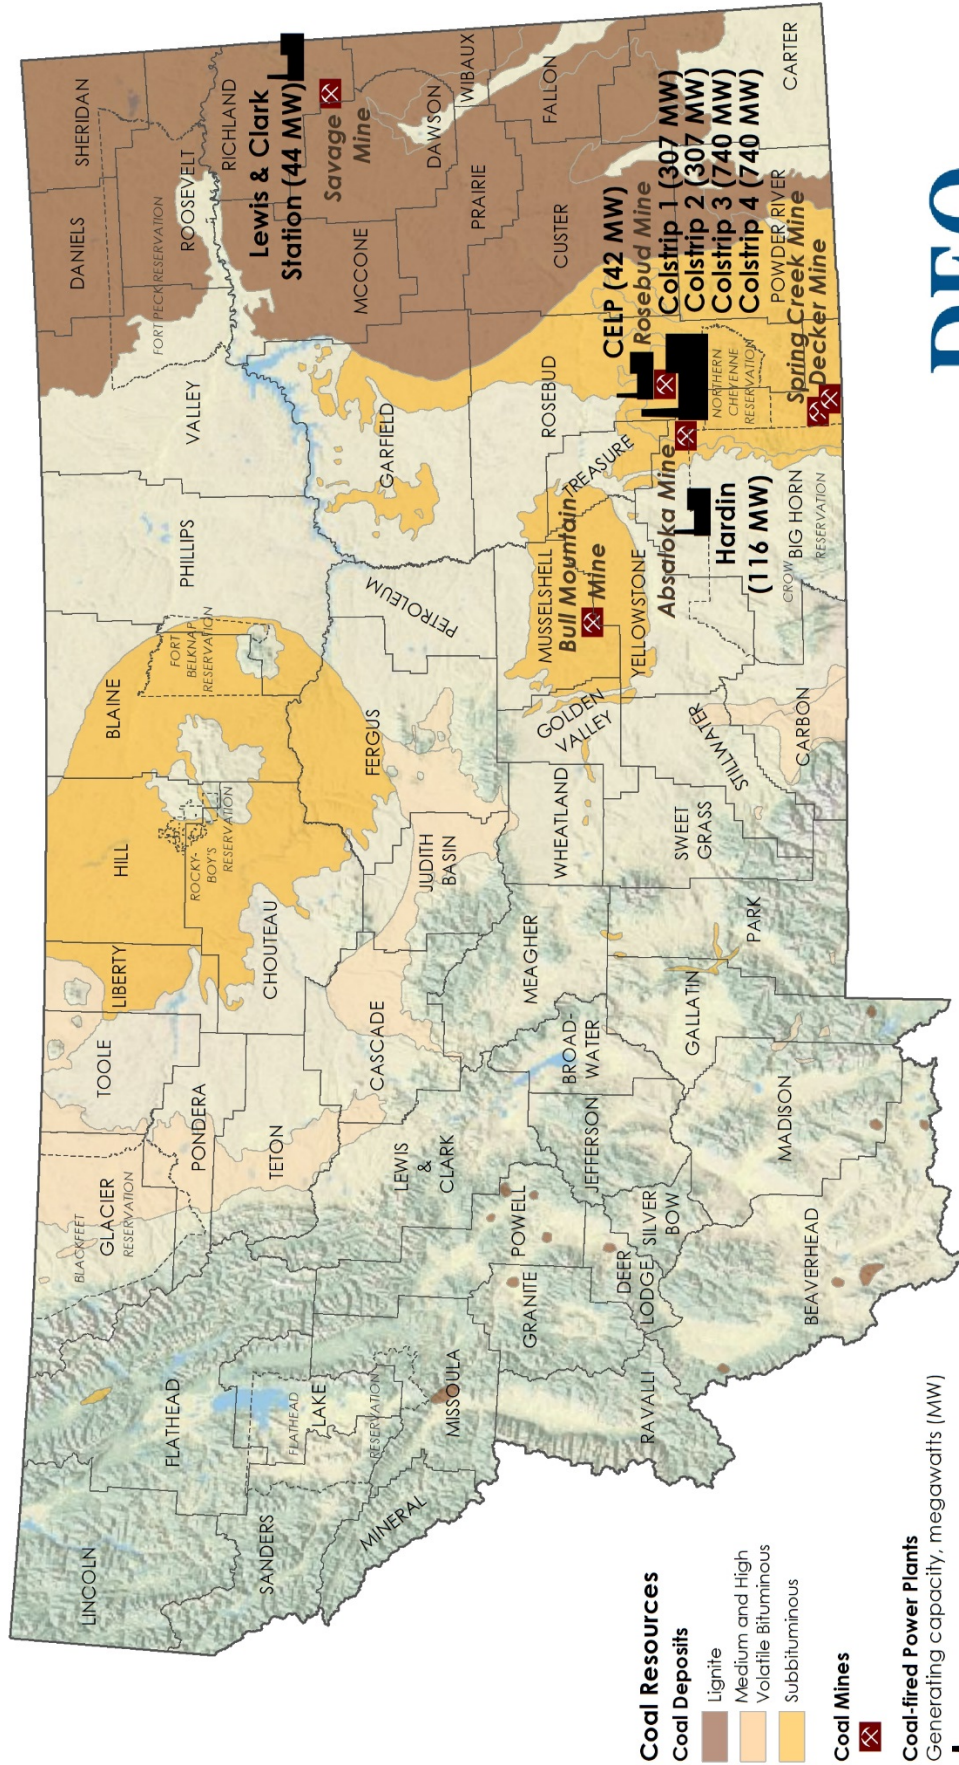 LINCOLN
FLATHEAD
SANDERS
FLATHEAD
LAKE
RESERVATION
MINERAL
MISSOULA
RAVALLI
GRANITE
POWELL
DEER
LODGE
SILVER
BOW
BEAVERHEAD
MADISON
JEFFERSON
BROAD-
WATER
LEWIS
&
CLARK
BLACKFEET
GLACIER
RESERVATION
PONDERA
TETON
TOOLE
LIBERTY
CASCADE
CHOUTEAU
HILL
ROCKY-
BOY'S
RESERVATION
BLAINE
FORT
BELKNAP
RESERVATION
JUDITH
BASIN
FERGUS
MEAGHER
GALLATIN
PARK
WHEATLAND
SWEET
GRASS
STILLWATER
CARBON
GOLDEN
VALLEY
PETROLEUM
MUSSELSHELL
Bull Mountain
Mine
YELLOWSTONE
PHILLIPS
VALLEY
GARFIELD
ROSEBUD
TREASURE
Absaloka Mine
Hardin
(116 MW)
CROW
BIG HORN
RESERVATION
DANIELS
SHERIDAN
FORT PECK RESERVATION
ROOSEVELT
RICHLAND
Lewis & Clark
Station (44 MW)
Savage
Mine
MCCONE
DAWSON
WIBAUX
PRAIRIE
FALLON
CUSTER
CELP (42 MW)
Rosebud Mine
Colstrip 1 (307 MW)
Colstrip 2 (307 MW)
Colstrip 3 (740 MW)
Colstrip 4 (740 MW)
NORTHERN
CHEYENNE
RESERVATION
POWDER RIVER
CARTER
Spring Creek Mine
Decker Mine
Coal Resources
Coal Deposits
Lignite
Medium and High
Volatile Bituminous
Subbituminous
Coal Mines
Coal-fired Power Plants
Generating capacity, megawatts (MW)